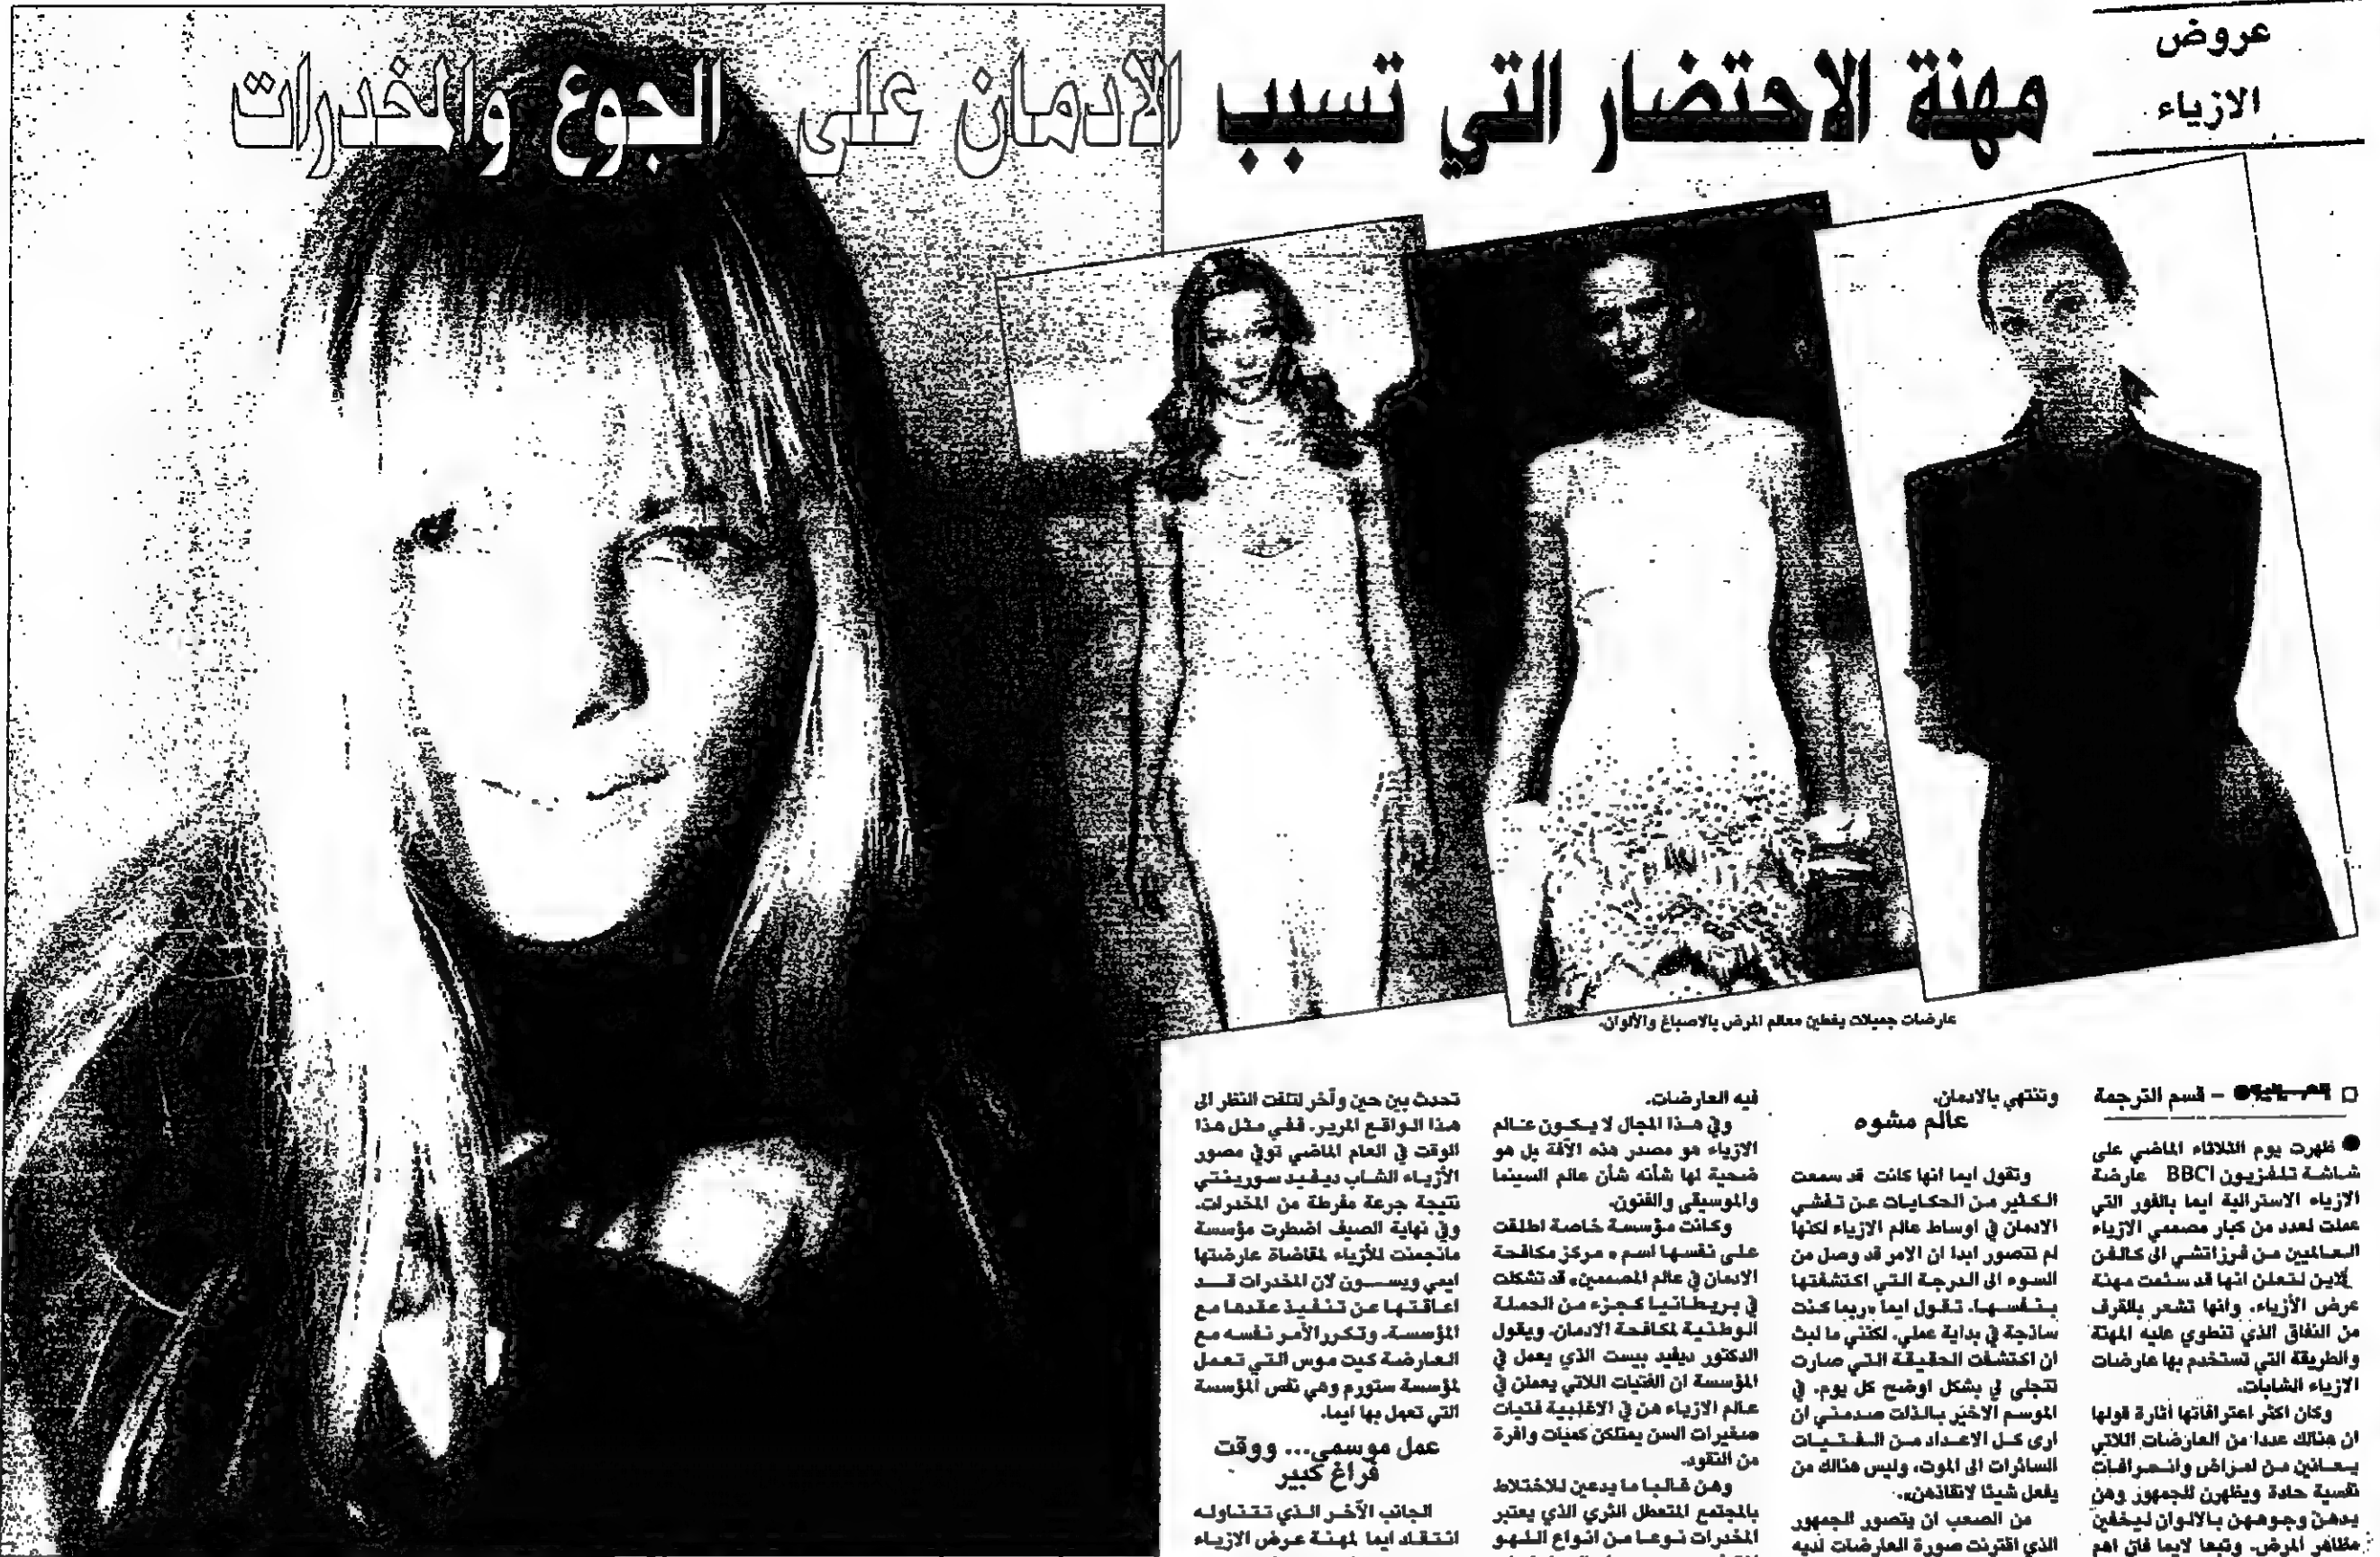 عروض
الازياء
مهنة الاحتضار التي تسبب الادمان على الجوع والمخدرات
عارضات جميلات يغطين معالم المرض بالاصباغ والألوان.
– قسم الترجمة
ظهرت يوم الثلاثاء الماضي على
شاشة تلفزيون BBC1 عارضة
الازياء الاسترالية ايما بالفور التي
عملت لعدد من كبار مصممي الازياء
العالميين من فرزاتشي الى كالفن
كلاين لتعلن انها قد سئمت مهنة
عرض الأزياء، وانها تشعر بالقرف
من النفاق الذي تنطوي عليه المهنة
والطريقة التي تستخدم بها عارضات
الازياء الشابات.
وكان اكثر اعترافاتها اثارة قولها
ان هنالك عددا من العارضات اللاتي
يعانين من امراض وانحرافات
نفسية حادة ويظهرن للجمهور وهن
يدهن وجوههن بالالوان ليخفين
مظاهر المرض. وتبعا لايما فان اهم
وتنتهي بالادمان.
عالم مشوه
وتقول ايما انها كانت قد سمعت
الكثير من الحكايات عن تفشي
الادمان في اوساط عالم الازياء لكنها
لم تتصور ابدا ان الامر قد وصل من
السوء الى الدرجة التي اكتشفتها
بنفسها. تقول ايما «ربما كنت
ساذجة في بداية عملي. لكنني ما لبث
ان اكتشفت الحقيقة التي صارت
تتجلى لي بشكل اوضح كل يوم. في
الموسم الاخير بالذات صدمني ان
ارى كل الاعداد من الفتيات
السائرات الى الموت، وليس هنالك من
يفعل شيئا لانقاذهن».
من الصعب ان يتصور الجمهور
الذي اقترنت صورة العارضات لديه
فيه العارضات.
وفي هذا المجال لا يكون عالم
الازياء هو مصدر هذه الآفة بل هو
ضحية لها شأنه شأن عالم السينما
والموسيقى والفنون.
وكانت مؤسسة خاصة اطلقت
على نفسها اسم «مركز مكافحة
الادمان في عالم المصممين» قد تشكلت
في بريطانيا كجزء من الحملة
الوطنية لمكافحة الادمان. ويقول
الدكتور ديفيد بيست الذي يعمل في
المؤسسة ان الفتيات اللاتي يعملن في
عالم الازياء هن في الاغلبية فتيات
صغيرات السن يمتلكن كميات وافرة
من النقود.
وهن غالبا ما يدعين للاختلاط
بالمجتمع المتعطل الثري الذي يعتبر
المخدرات نوعا من انواع اللهو
تحدث بين حين وآخر لتلفت النظر الى
هذا الواقع المرير. ففي مثل هذا
الوقت في العام الماضي توفي مصور
الأزياء الشاب ديفيد سورينتي
نتيجة جرعة مفرطة من المخدرات.
وفي نهاية الصيف اضطرت مؤسسة
مانجمنت للأزياء لمقاضاة عارضتها
ايمي ويسون لان المخدرات قد
اعاقتها عن تنفيذ عقدها مع
المؤسسة. وتكرر الأمر نفسه مع
العارضة كيت موس التي تعمل
لمؤسسة ستورم وهي نفس المؤسسة
التي تعمل بها ايما.
عمل موسمي... ووقت
فراغ كبير
الجانب الآخر الذي تتناوله
انتقاد ايما لمهنة عرض الازياء